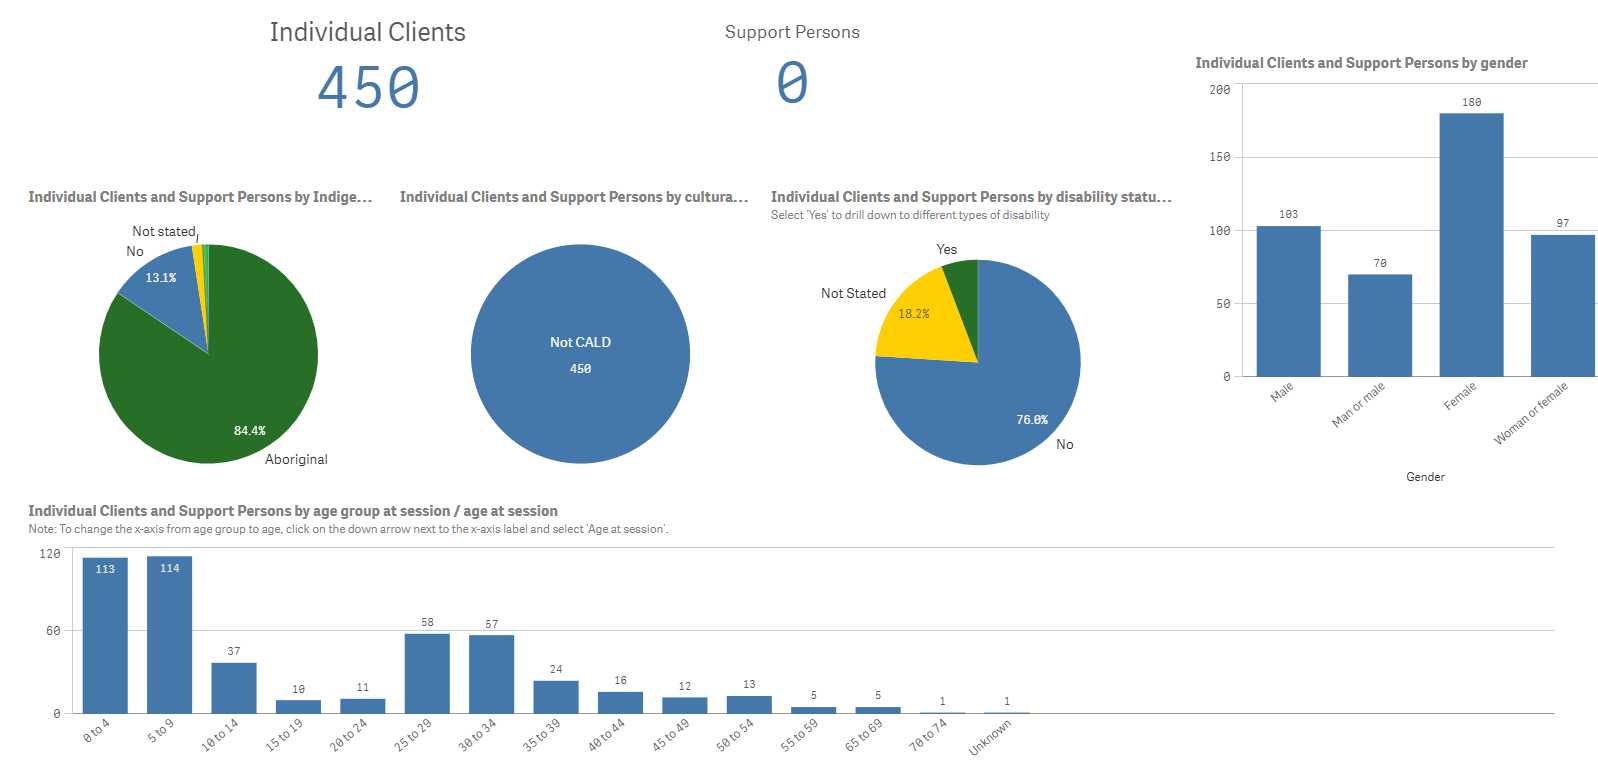 Individual Clients
450
Support Persons
0
Individual Clients and Support Persons by gender
200
150
100
50
0
103
70
180
97
Male
Man or male
Female
Woman or female
Gender
Individual Clients and Support Persons by Indige...
Not stated
No
13.1%
84.4%
Aboriginal
Individual Clients and Support Persons by cultura...
Not CALD
450
Individual Clients and Support Persons by disability statu...
Select 'Yes' to drill down to different types of disability
Yes
Not Stated
18.2%
76.0%
No
Individual Clients and Support Persons by age group at session / age at session
Note: To change the x-axis from age group to age, click on the down arrow next to the x-axis label and select 'Age at session'.
120
60
0
113
114
37
10
11
58
57
24
16
12
13
5
5
1
1
0 to 4
5 to 9
10 to 14
15 to 19
20 to 24
25 to 29
30 to 34
35 to 39
40 to 44
45 to 49
50 to 54
55 to 59
65 to 69
70 to 74
Unknown